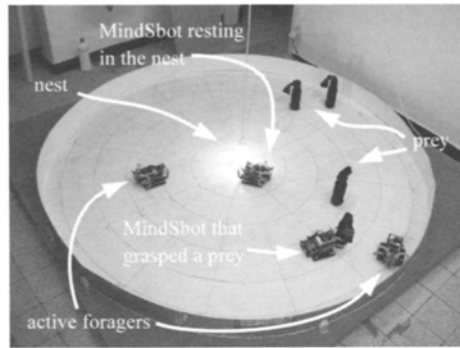 MindSbot resting
in the nest
nest
prey
MindSbot that
grasped a prey
active foragers